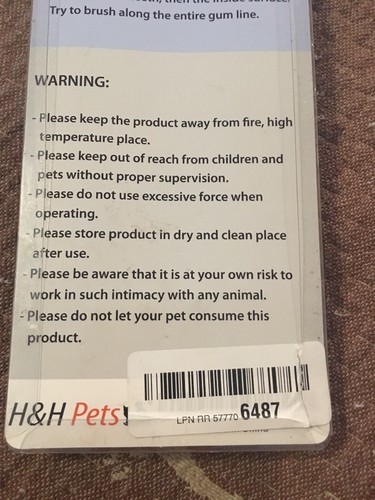 Try to brush along the entire gum line.
WARNING:
- Please keep the product away from fire, high
temperature place.
- Please keep out of reach from children and
pets without proper supervision.
- Please do not use excessive force when
operating.
- Please store product in dry and clean place
after use.
- Please be aware that it is at your own risk to
work in such intimacy with any animal.
- Please do not let your pet consume this
product.
H&H Pets
LPN RR 57770 6487